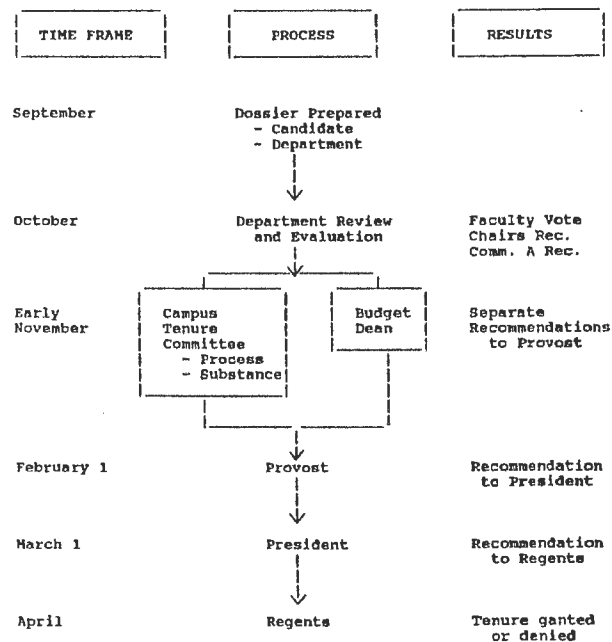 TIME FRAME PROCESS RESULTS
September Dossier Prepared
- Candidate
- Department
October Department Review Faculty Vote
and Evaluation Chairs Rec.
Comm. A Rec.
Early Campus Budget Separate
November Tenure Dean Recommendations
Committee to Provost
- Process
- Substance
February 1 Provost Recommendation
to President
March 1 President Recommendation
to Regents
April Regents Tenure ganted
or denied